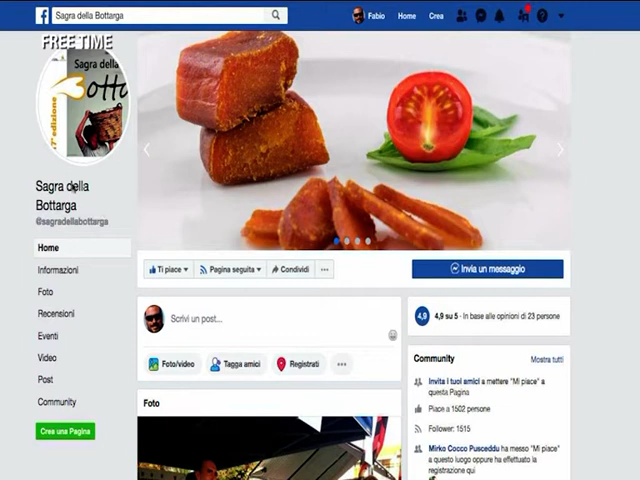 Sagra della Bottarga
Fabio
Home
Crea
FREE TIME
Sagra della
Botta
7ª edizione
Sagra della
Bottarga
@sagradellabottarga
Home
Informazioni
Foto
Recensioni
Eventi
Video
Post
Community
Crea una Pagina
Ti piace
Pagina seguita
Condividi
Invia un messaggio
Scrivi un post...
Foto/video
Tagga amici
Registrati
Foto
4,9
4,9 su 5 · In base alle opinioni di 23 persone
Community
Mostra tutti
Invita i tuoi amici a mettere "Mi piace" a
questa Pagina
Piace a 1502 persone
Follower: 1515
Mirko Cocco Pusceddu ha messo "Mi piace"
a questo luogo oppure ha effettuato la
registrazione qui